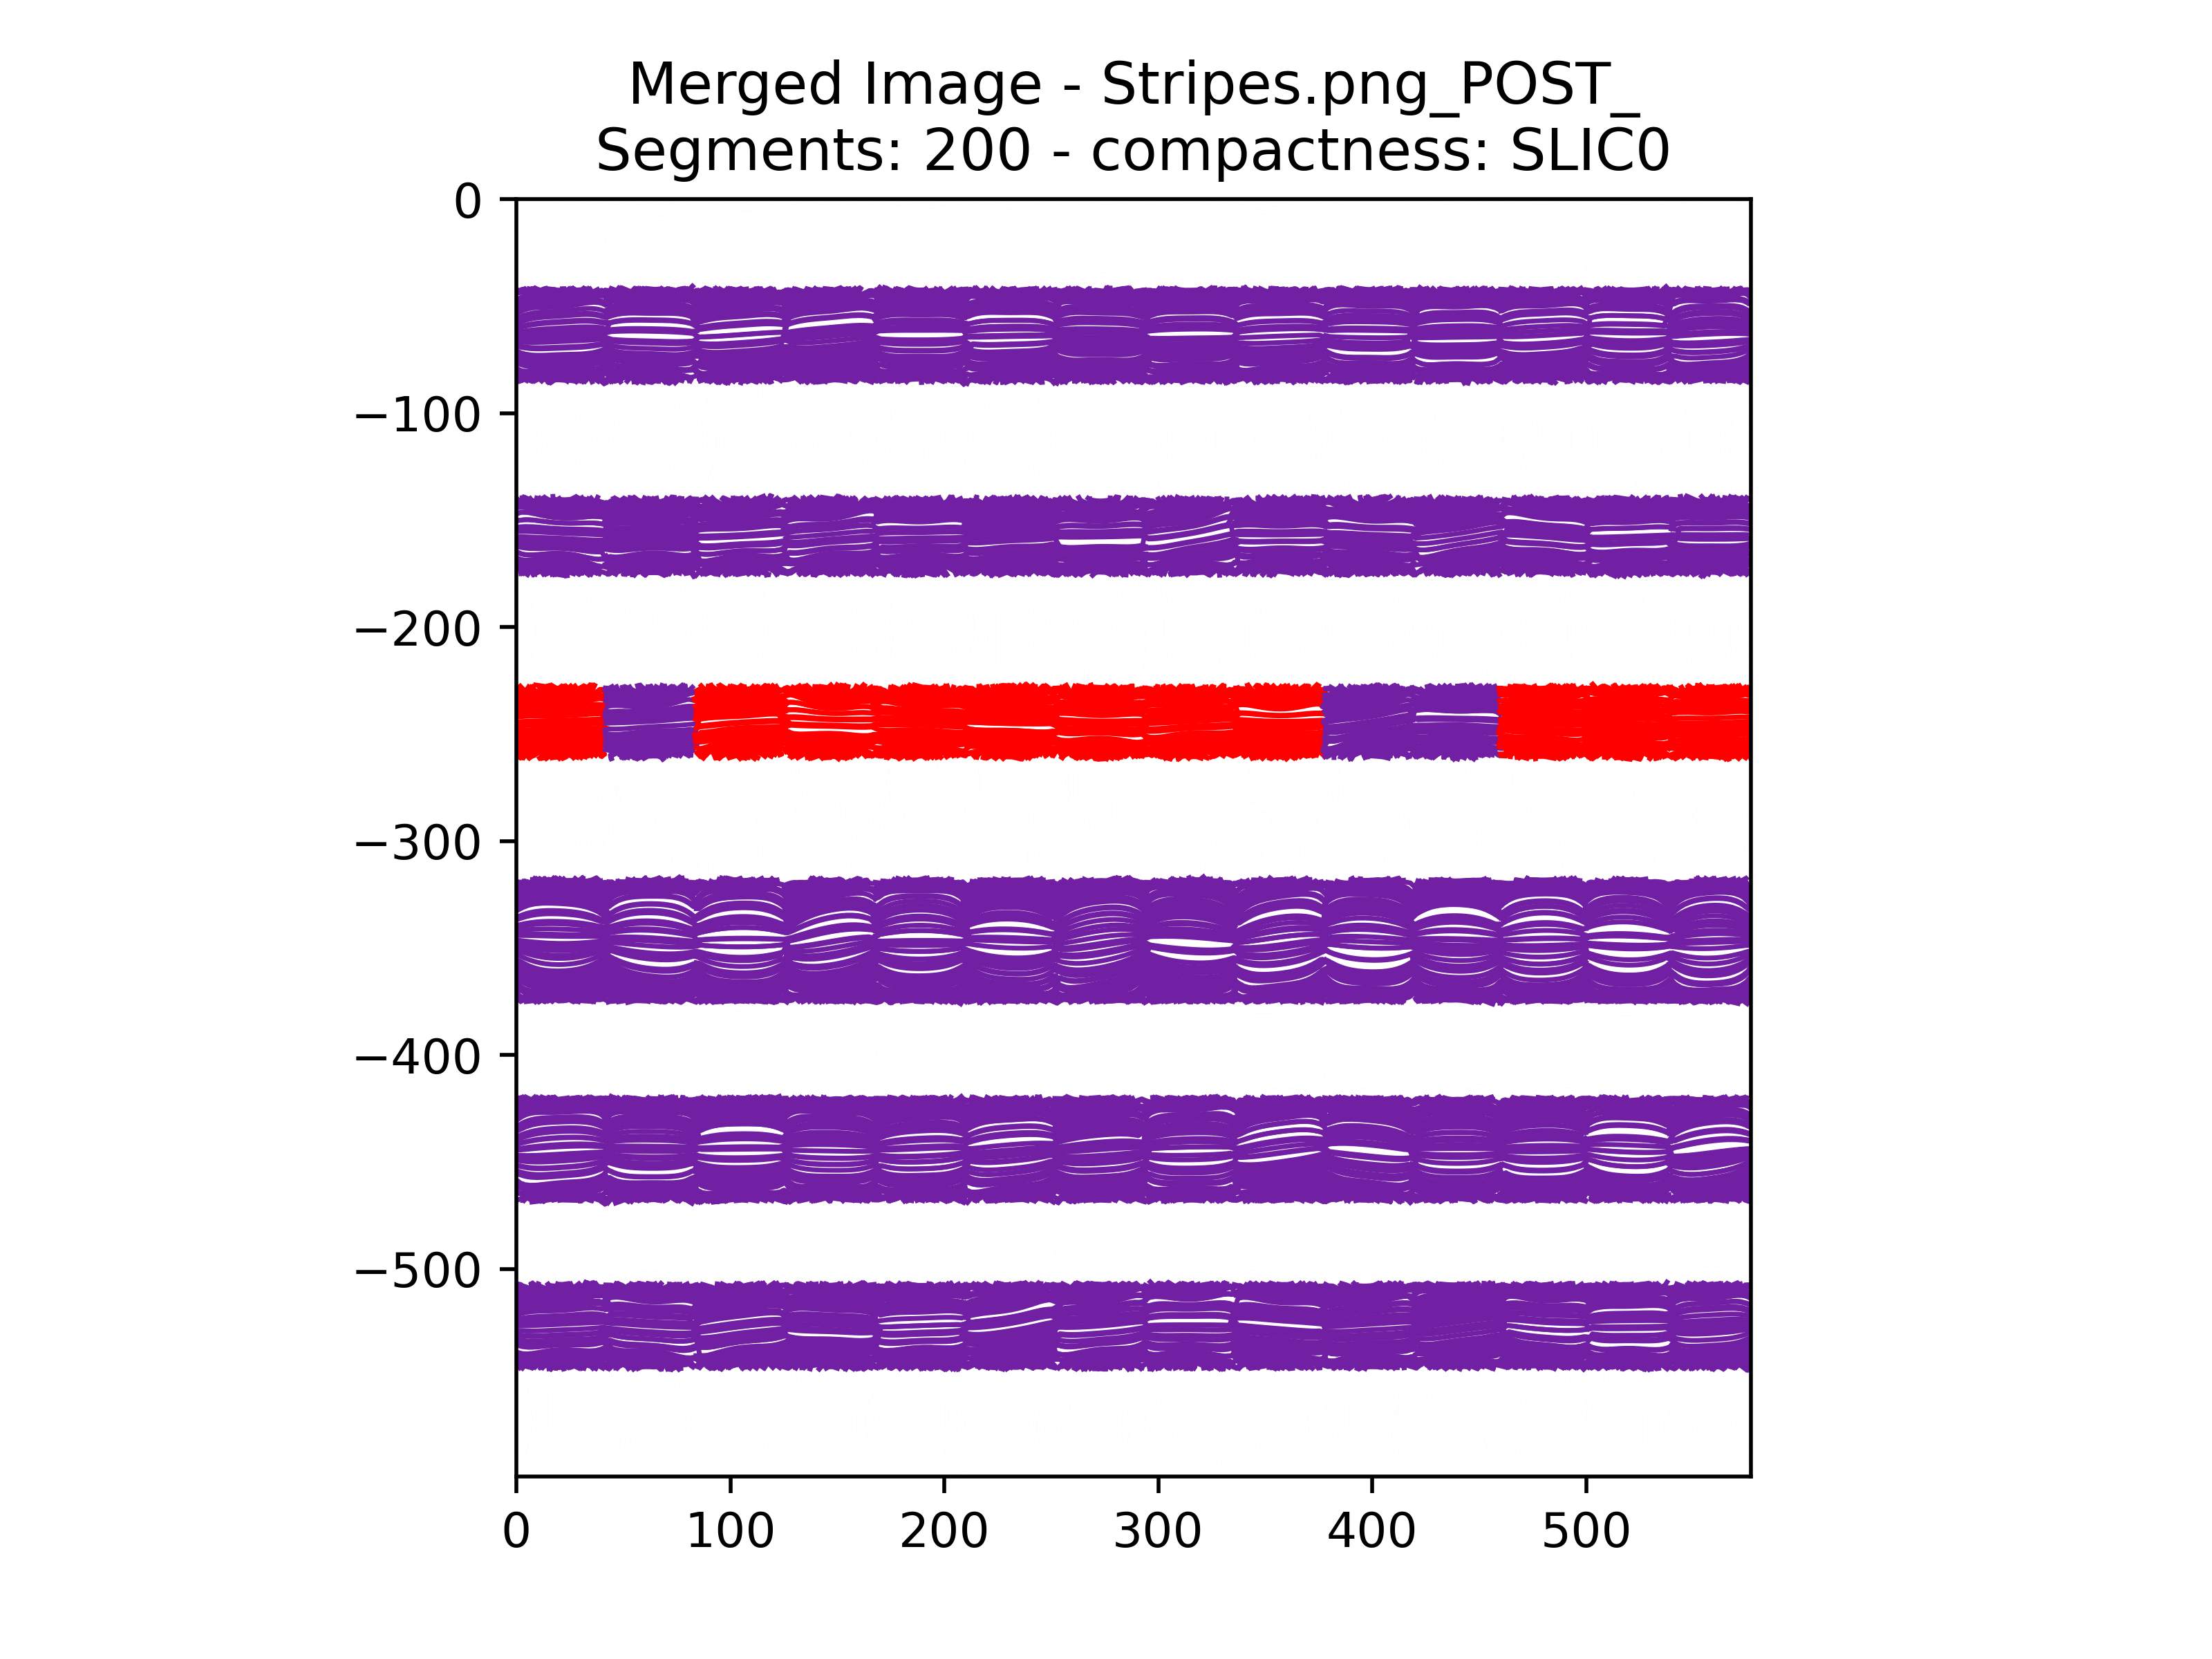 Merged Image - Stripes.png_POST_
Segments: 200 - compactness: SLIC0
0
−100
−200
−300
−400
−500
0 100 200 300 400 500